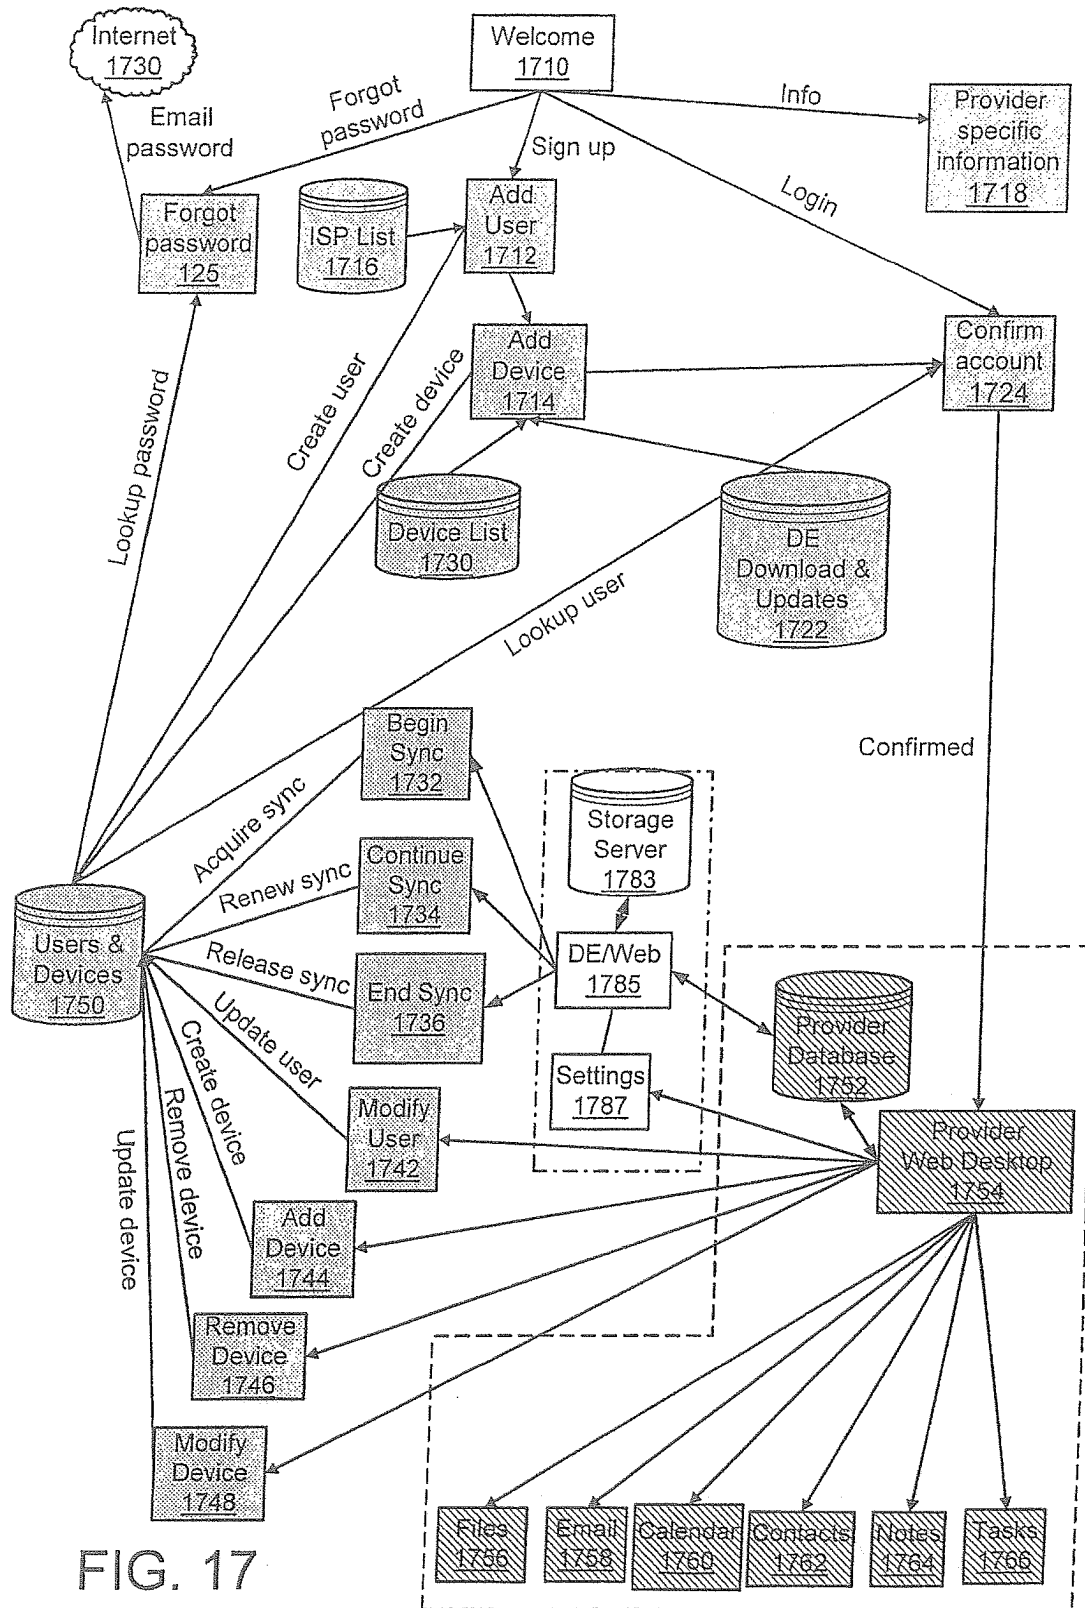 Internet
1730
Welcome
1710
Forgot
password
Info
Email
password
Sign up
Provider
specific
information
1718
Login
Forgot
password
125
ISP List
1716
Add
User
1712
Add
Device
1714
Confirm
account
1724
Lookup password
Create user
Create device
Device List
1730
DE
Download &
Updates
1722
Lookup user
Begin
Sync
1732
Confirmed
Acquire sync
Storage
Server
1783
Continue
Sync
1734
Renew sync
Users &
Devices
1750
Release sync
DE/Web
1785
End Sync
1736
Provider
Database
1752
Update user
Settings
1787
Create device
Modify
User
1742
Remove device
Provider
Web Desktop
1754
Update device
Add
Device
1744
Remove
Device
1746
Modify
Device
1748
Files
1756
Email
1758
Calendar
1760
Contacts
1762
Notes
1764
Tasks
1766
FIG. 17